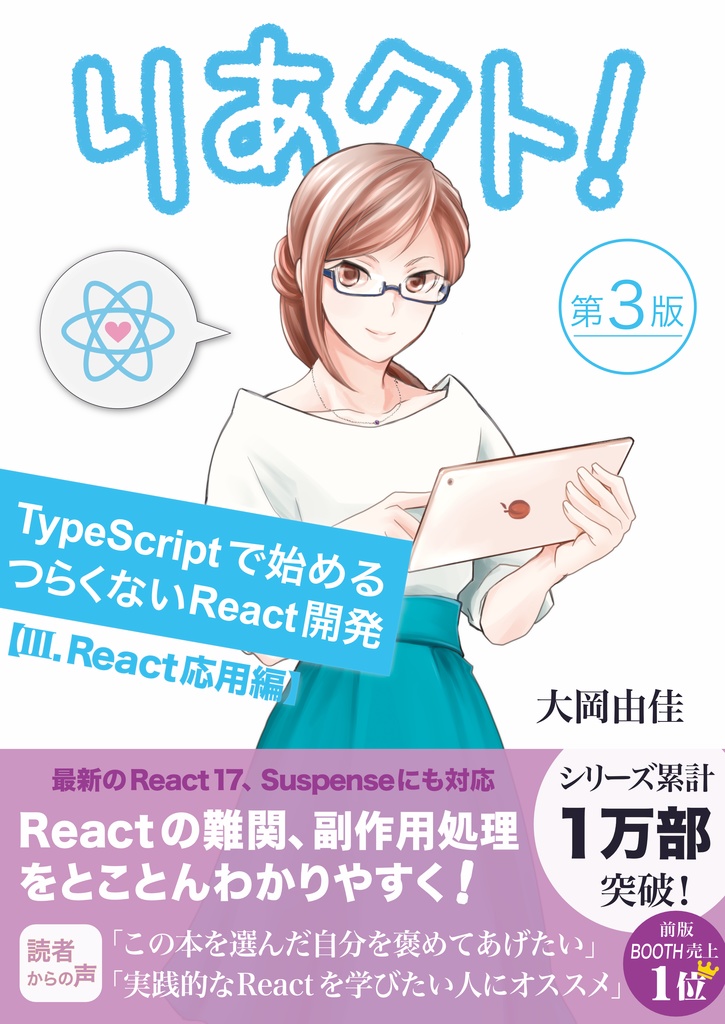 りあクト!
第3版
TypeScriptで始める
つらくないReact開発
【III. React応用編】
大岡由佳
最新のReact 17、Suspenseにも対応
Reactの難関、副作用処理
をとことんわかりやすく!
シリーズ累計
1万部
突破!
読者
からの声
「この本を選んだ自分を褒めてあげたい」
「実践的なReactを学びたい人にオススメ」
前版
BOOTH売上
1位